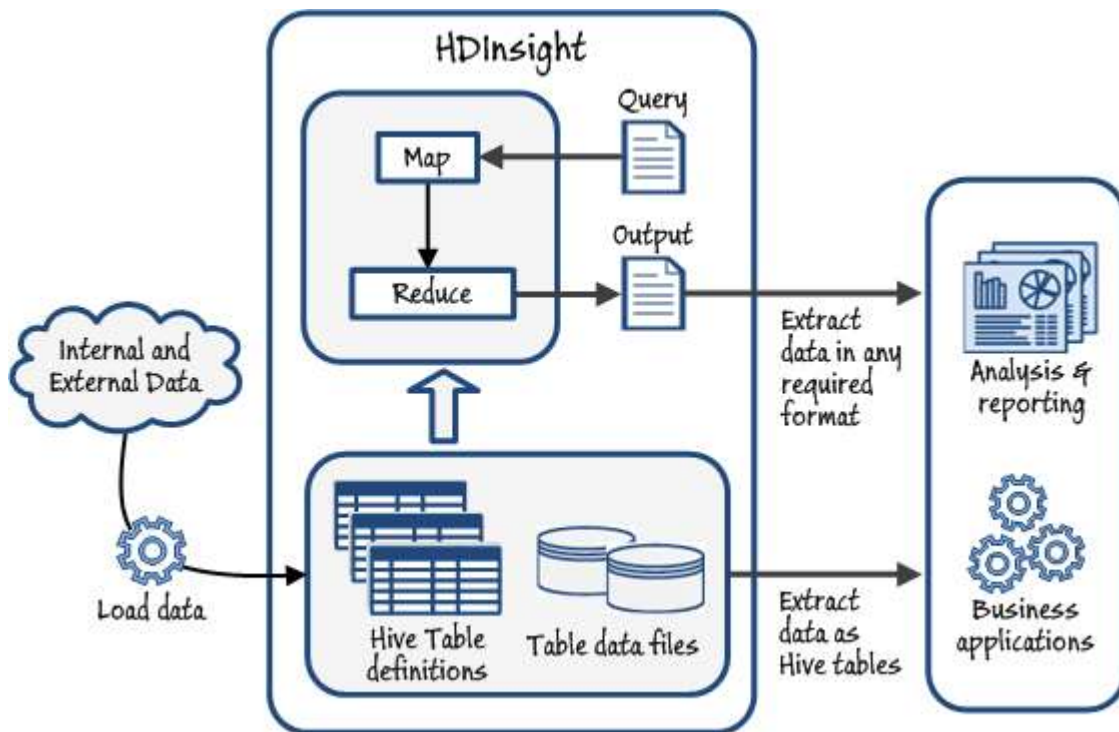 HDInsight
Query
Map
Output
Reduce
Internal and
External Data
Extract
data in any
required
format
Analysis &
reporting
Load data
Hive Table
definitions
Table data files
Extract
data as
Hive tables
Business
applications